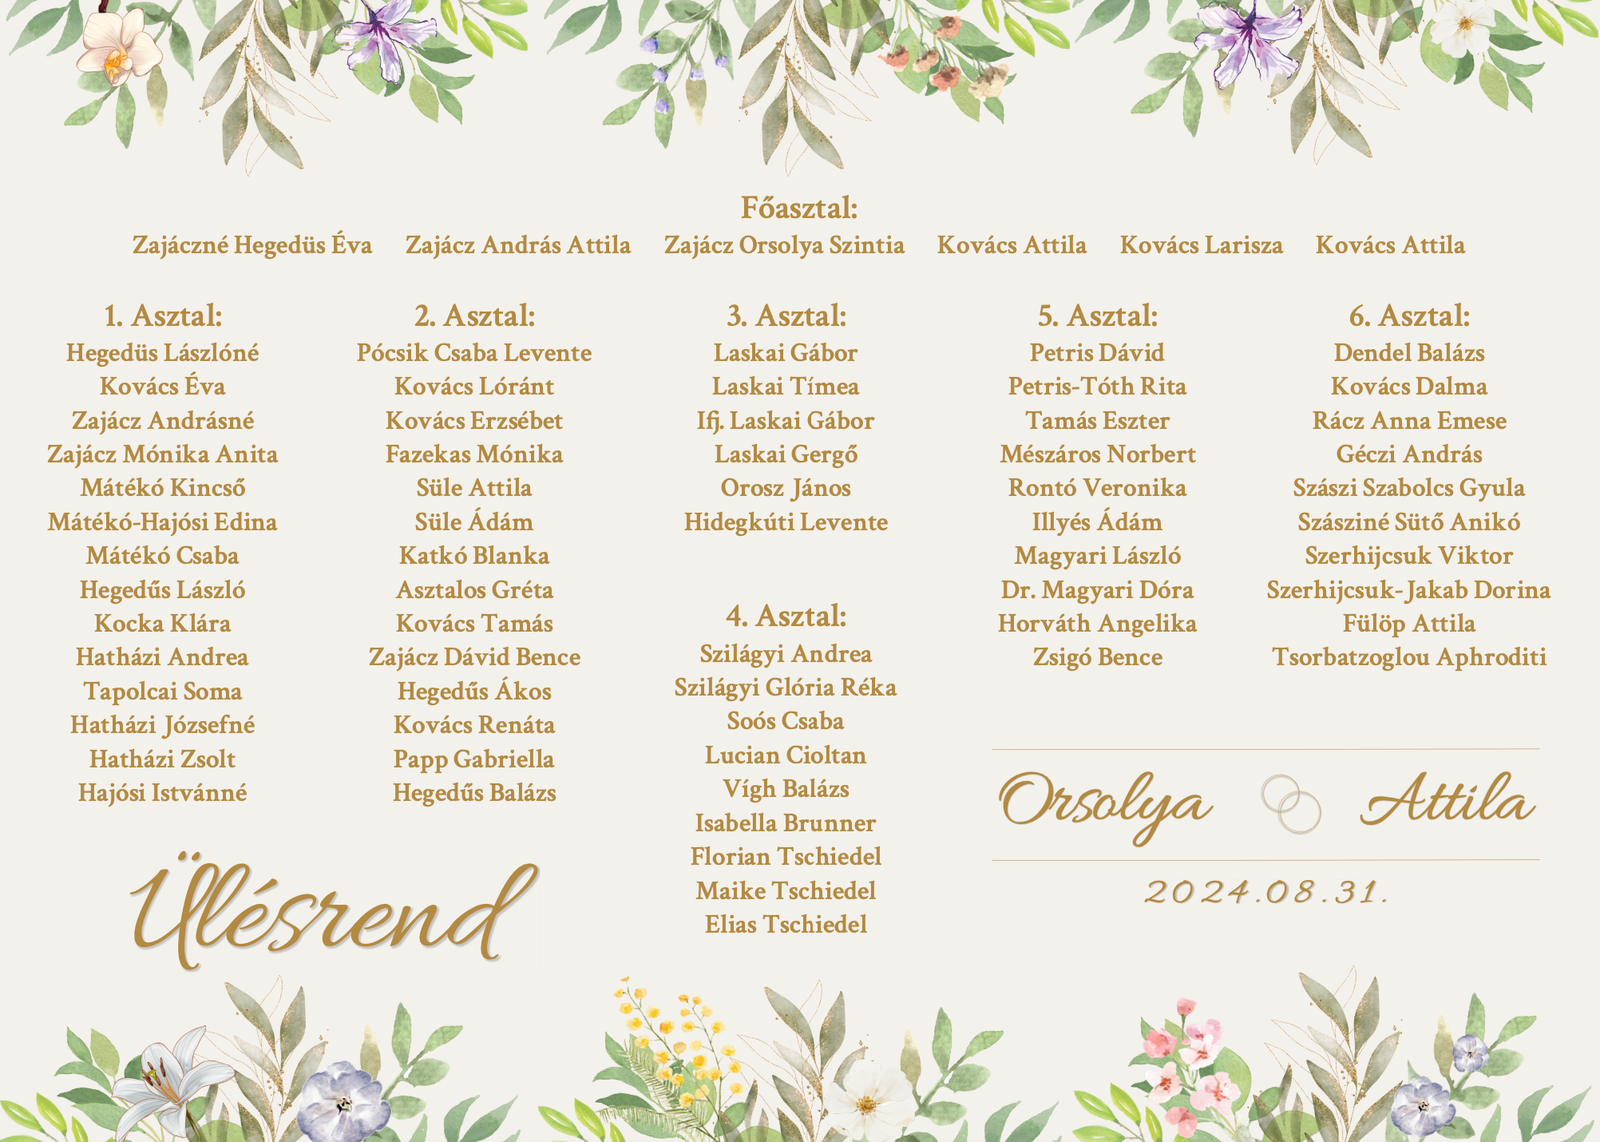 Főasztal:
Zajáczné Hegedüs Éva Zajácz András Attila Zajácz Orsolya Szintia Kovács Attila Kovács Larisza Kovács Attila
1. Asztal:
Hegedüs Lászlóné
Kovács Éva
Zajácz Andrásné
Zajácz Mónika Anita
Mátékó Kincső
Mátékó-Hajósi Edina
Mátékó Csaba
Hegedűs László
Kocka Klára
Hatházi Andrea
Tapolcai Soma
Hatházi Józsefné
Hatházi Zsolt
Hajósi Istvánné
2. Asztal:
Pócsik Csaba Levente
Kovács Lóránt
Kovács Erzsébet
Fazekas Mónika
Süle Attila
Süle Ádám
Katkó Blanka
Asztalos Gréta
Kovács Tamás
Zajácz Dávid Bence
Hegedűs Ákos
Kovács Renáta
Papp Gabriella
Hegedűs Balázs
3. Asztal:
Laskai Gábor
Laskai Tímea
Ifj. Laskai Gábor
Laskai Gergő
Orosz János
Hidegkúti Levente
4. Asztal:
Szilágyi Andrea
Szilágyi Glória Réka
Soós Csaba
Lucian Cioltan
Vígh Balázs
Isabella Brunner
Florian Tschiedel
Maike Tschiedel
Elias Tschiedel
5. Asztal:
Petris Dávid
Petris-Tóth Rita
Tamás Eszter
Mészáros Norbert
Rontó Veronika
Illyés Ádám
Magyari László
Dr. Magyari Dóra
Horváth Angelika
Zsigó Bence
6. Asztal:
Dendel Balázs
Kovács Dalma
Rácz Anna Emese
Géczi András
Szászi Szabolcs Gyula
Szásziné Sütő Anikó
Szerhijcsuk Viktor
Szerhijcsuk-Jakab Dorina
Fülöp Attila
Tsorbatzoglou Aphroditi
Orsolya Attila
2024.08.31.
Ülésrend